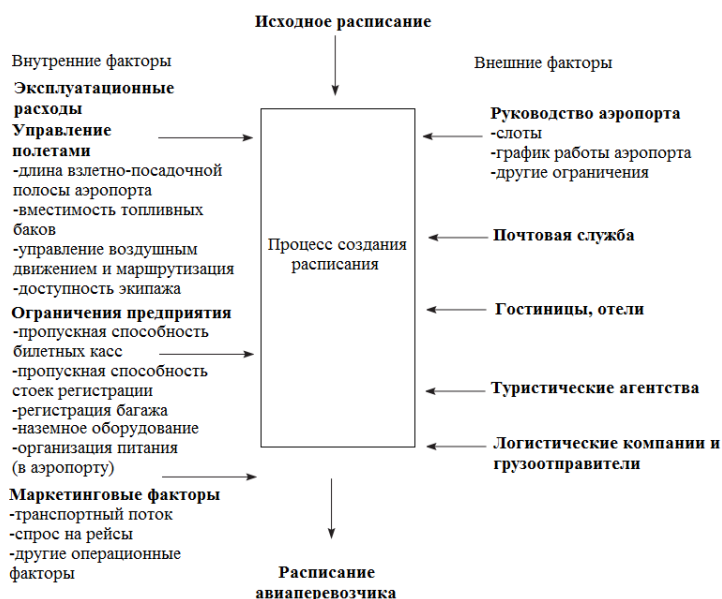 Исходное расписание
Внутренние факторы
Эксплуатационные
расходы
Управление
полетами
-длина взлетно-посадочной
полосы аэропорта
-вместимость топливных
баков
-управление воздушным
движением и маршрутизация
-доступность экипажа
Ограничения предприятия
-пропускная способность
билетных касс
-пропускная способность
стоек регистрации
-регистрация багажа
-наземное оборудование
-организация питания
(в аэропорту)
Маркетинговые факторы
-транспортный поток
-спрос на рейсы
-другие операционные
факторы
Процесс создания
расписания
Внешние факторы
Руководство аэропорта
-слоты
-график работы аэропорта
-другие ограничения
Почтовая служба
Гостиницы, отели
Туристические агентства
Логистические компании и
грузоотправители
Расписание
авиаперевозчика